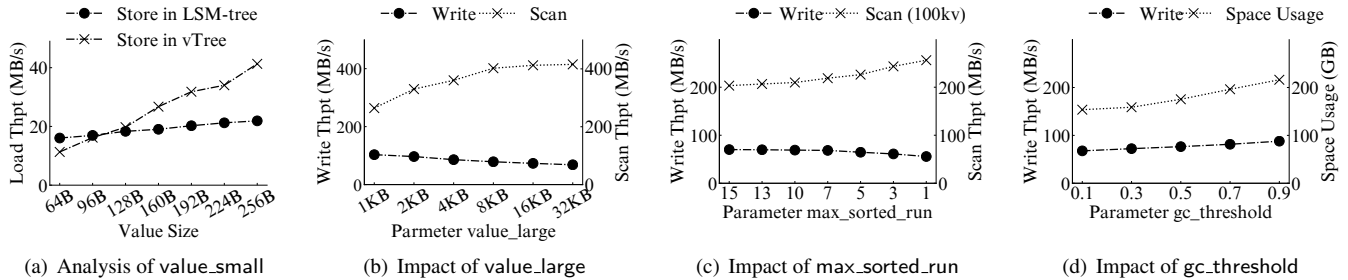 Store in LSM-tree
Store in vTree
Load Thpt (MB/s)
40
20
0
64B 96B 128B 160B 192B 224B 256B
Value Size
(a) Analysis of value_small
Write Scan
Write Thpt (MB/s)
400
200
0
Scan Thpt (MB/s)
400
200
0
1KB 2KB 4KB 8KB 16KB 32KB
Parmeter value_large
(b) Impact of value_large
Write Scan (100kv)
Write Thpt (MB/s)
200
100
0
Scan Thpt (MB/s)
200
100
0
15 13 10 7 5 3 1
Parameter max_sorted_run
(c) Impact of max_sorted_run
Write Space Usage
Write Thpt (MB/s)
200
100
0
Space Usage (GB)
200
100
0
0.1 0.3 0.5 0.7 0.9
Parameter gc_threshold
(d) Impact of gc_threshold